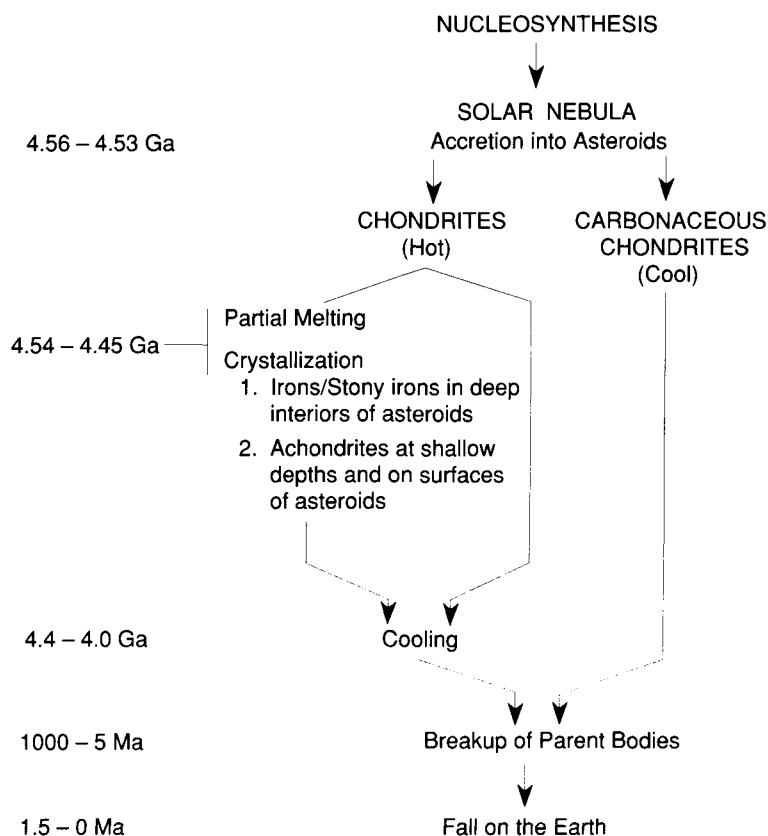 NUCLEOSYNTHESIS
SOLAR NEBULA
4.56 – 4.53 Ga
Accretion into Asteroids
CHONDRITES
(Hot)
CARBONACEOUS
CHONDRITES
(Cool)
Partial Melting
4.54 – 4.45 Ga
Crystallization
1. Irons/Stony irons in deep
interiors of asteroids
2. Achondrites at shallow
depths and on surfaces
of asteroids
4.4 – 4.0 Ga
Cooling
1000 – 5 Ma
Breakup of Parent Bodies
1.5 – 0 Ma
Fall on the Earth